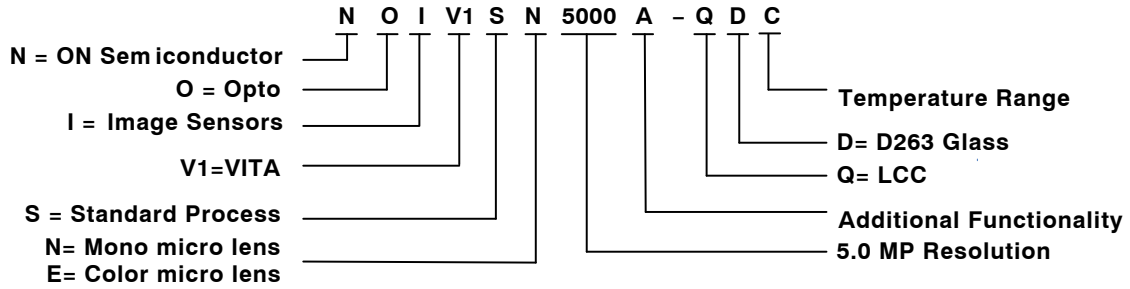 N O I V1 S N 5000 A - Q D C
N = ON Semiconductor
O = Opto
I = Image Sensors
V1=VITA
S = Standard Process
N= Mono micro lens
E= Color micro lens
Temperature Range
D= D263 Glass
Q= LCC
Additional Functionality
5.0 MP Resolution